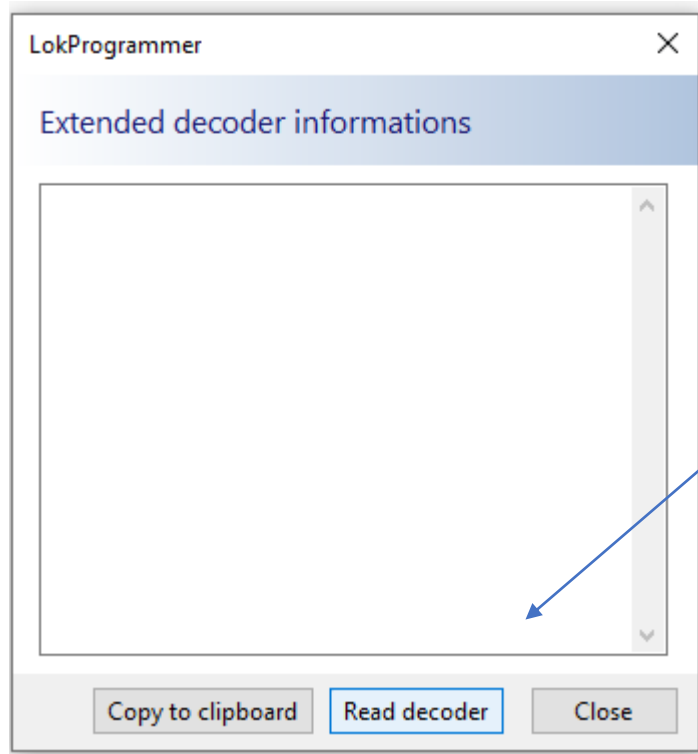 LokProgrammer
Extended decoder informations
Copy to clipboard Read decoder Close